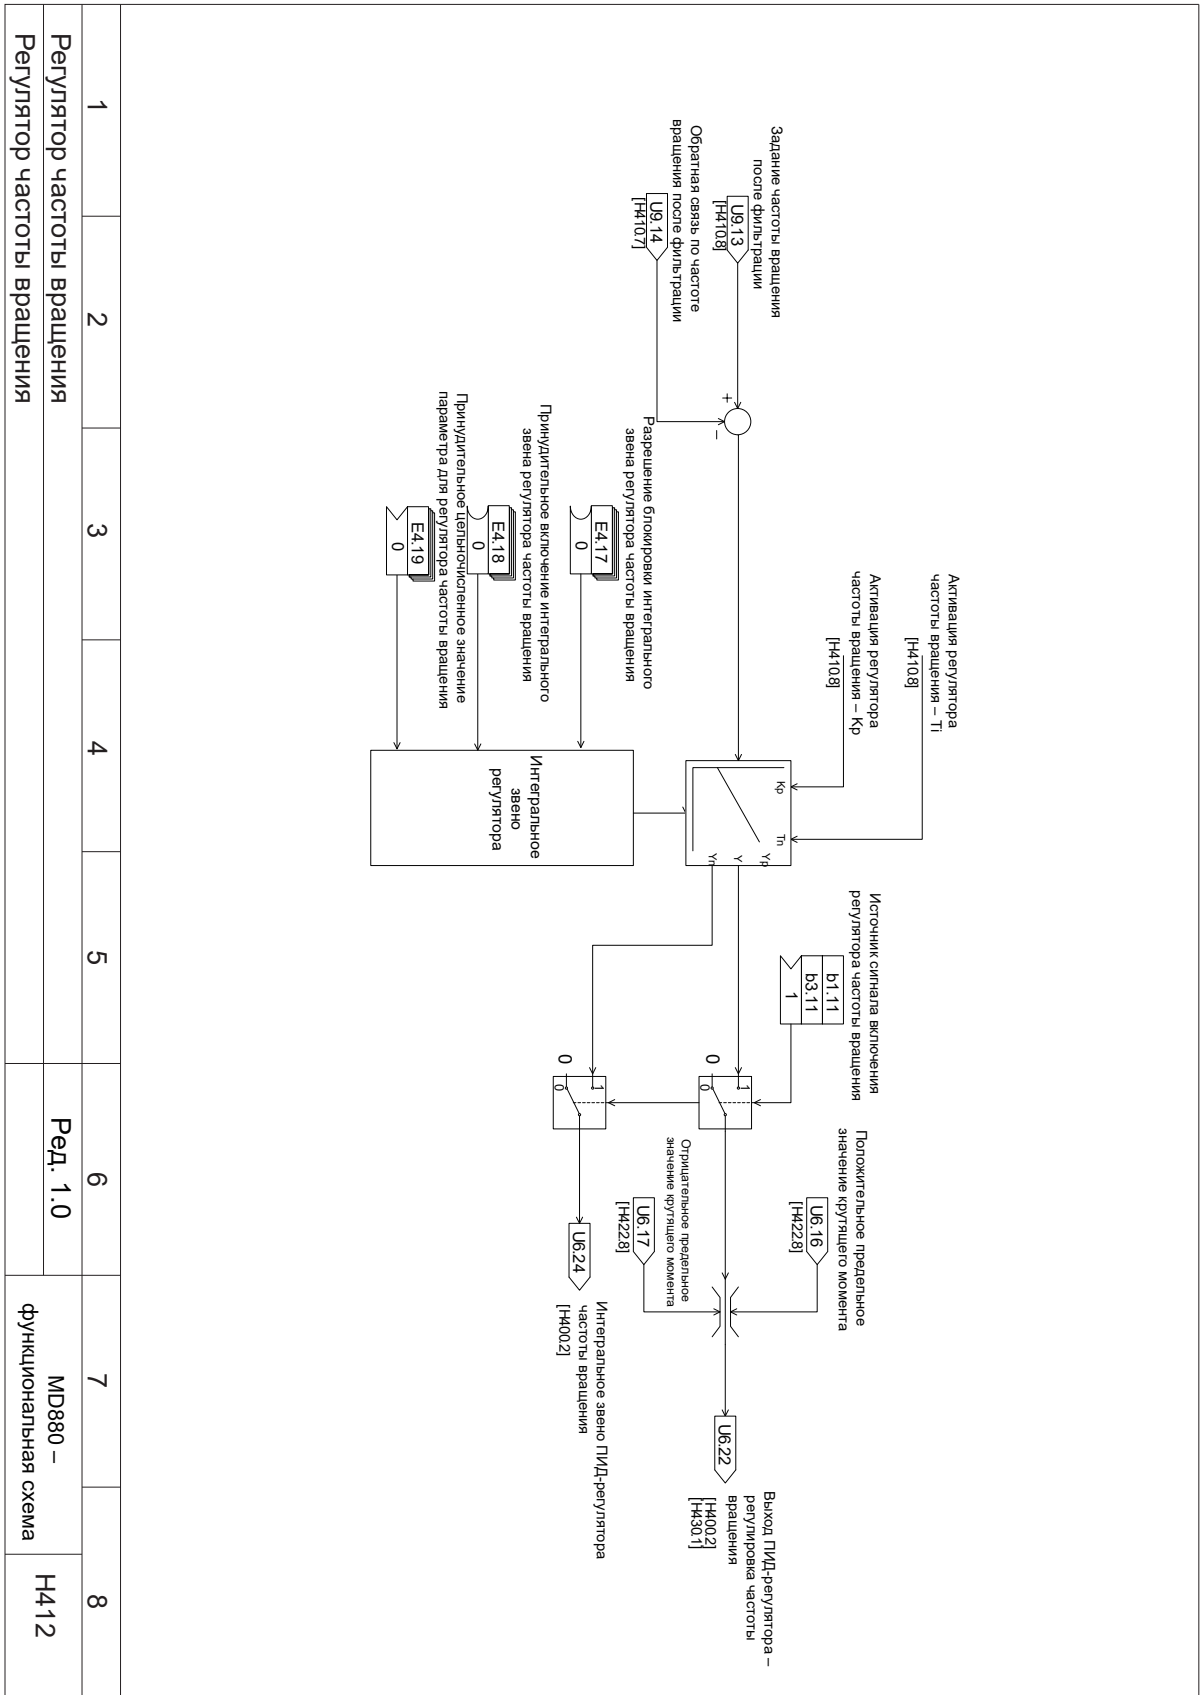 Активация регулятора
частоты вращения – Ti
[H410.8]
Активация регулятора
частоты вращения – Kp
[H410.8]
Задание частоты вращения
после фильтрации
U9.13
[H410.8]
Обратная связь по частоте
вращения после фильтрации
U9.14
[H410.7]
+
–
Kp
Tn
Yp
Y
Yn
Источник сигнала включения
регулятора частоты вращения
b1.11
b3.11
1
Положительное предельное
значение крутящего момента
U6.16
[H422.8]
Отрицательное предельное
значение крутящего момента
U6.17
[H422.8]
1
0
0
1
0
0
U6.22
Выход ПИД-регулятора –
регулировка частоты
вращения
[H400.2]
[H430.1]
U6.24
Интегральное звено ПИД-регулятора
частоты вращения
[H400.2]
Разрешение блокировки интегрального
звена регулятора частоты вращения
E4.17
0
Принудительное включение интегрального
звена регулятора частоты вращения
E4.18
0
Принудительное цельночисленное значение
параметра для регулятора частоты вращения
E4.19
0
Интегральное
звено
регулятора
1 2 3 4 5 6 7 8
Регулятор частоты вращения
Регулятор частоты вращения
Ред. 1.0
MD880 –
функциональная схема
H412